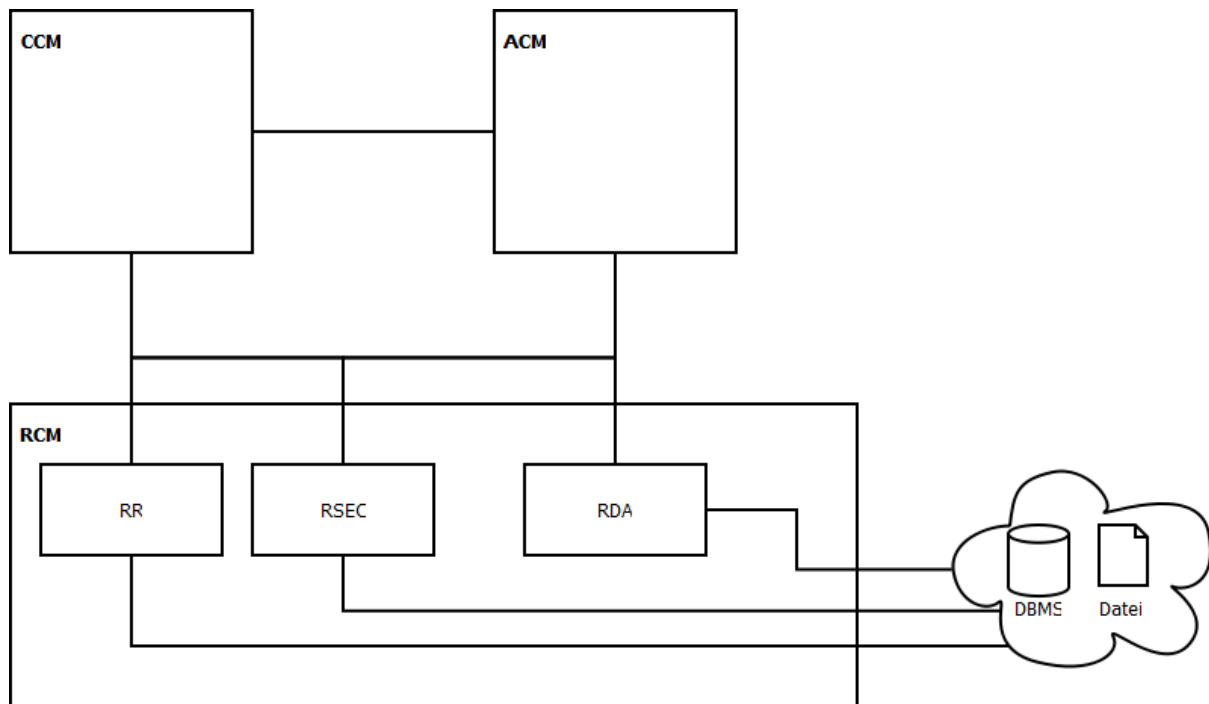 CCM
ACM
RCM
RR
RSEC
RDA
DBMS
Datei